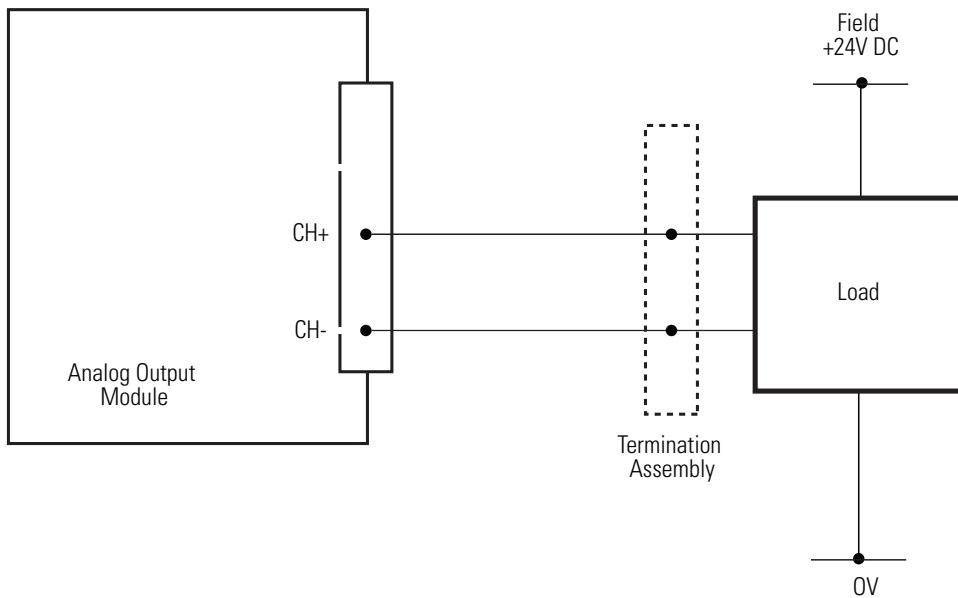 Field
+24V DC
CH+
Load
CH-
Analog Output
Module
Termination
Assembly
0V